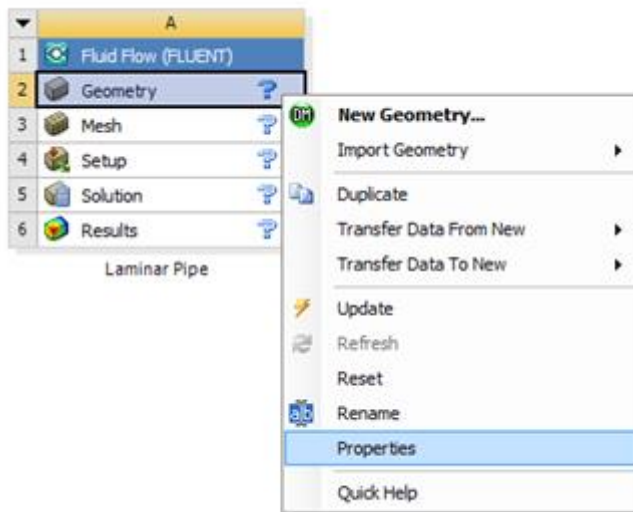 A
1 Fluid Flow (FLUENT)
2 Geometry ?
3 Mesh ?
4 Setup ?
5 Solution ?
6 Results ?
Laminar Pipe
DM New Geometry...
Import Geometry
Duplicate
Transfer Data From New
Transfer Data To New
Update
Refresh
Reset
a|b Rename
Properties
Quick Help